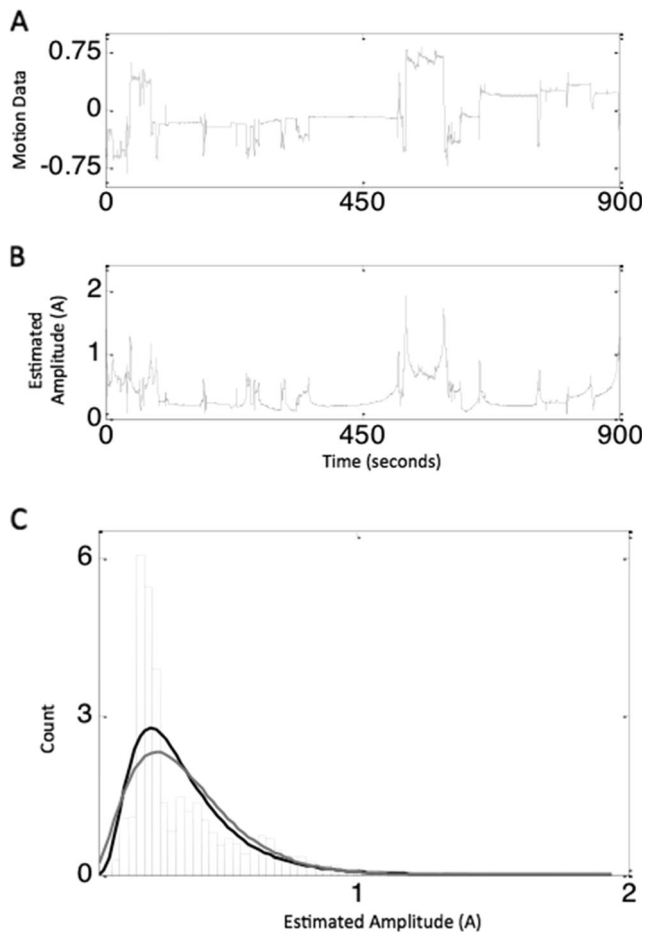 A
Motion Data
0.75
0
-0.75
0
450
900
B
Estimated
Amplitude (A)
2
1
0
0
450
900
Time (seconds)
C
Count
6
3
0
1
2
Estimated Amplitude (A)